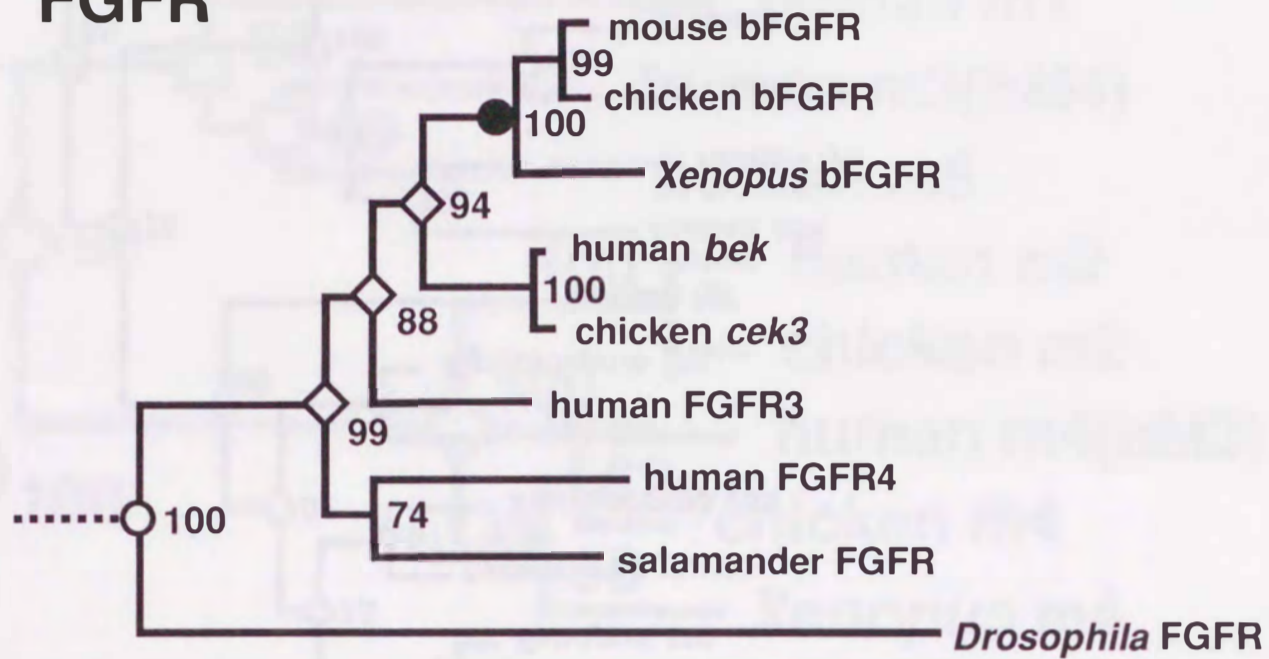 FGFR
mouse bFGFR
99
chicken bFGFR
100
Xenopus bFGFR
94
human bek
100
chicken cek3
88
human FGFR3
99
human FGFR4
74
salamander FGFR
100
Drosophila FGFR